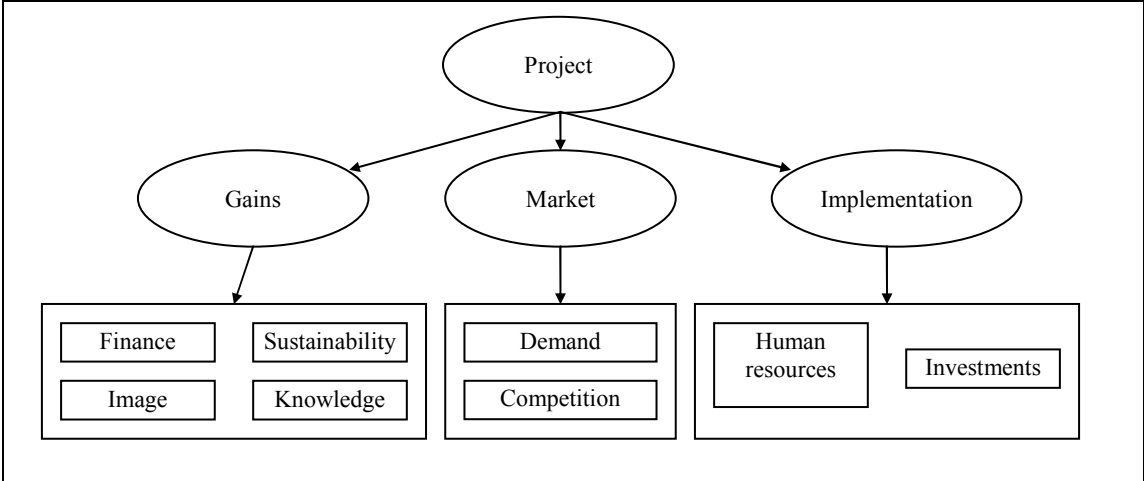 Project
Gains
Market
Implementation
Finance
Sustainability
Image
Knowledge
Demand
Competition
Human
resources
Investments